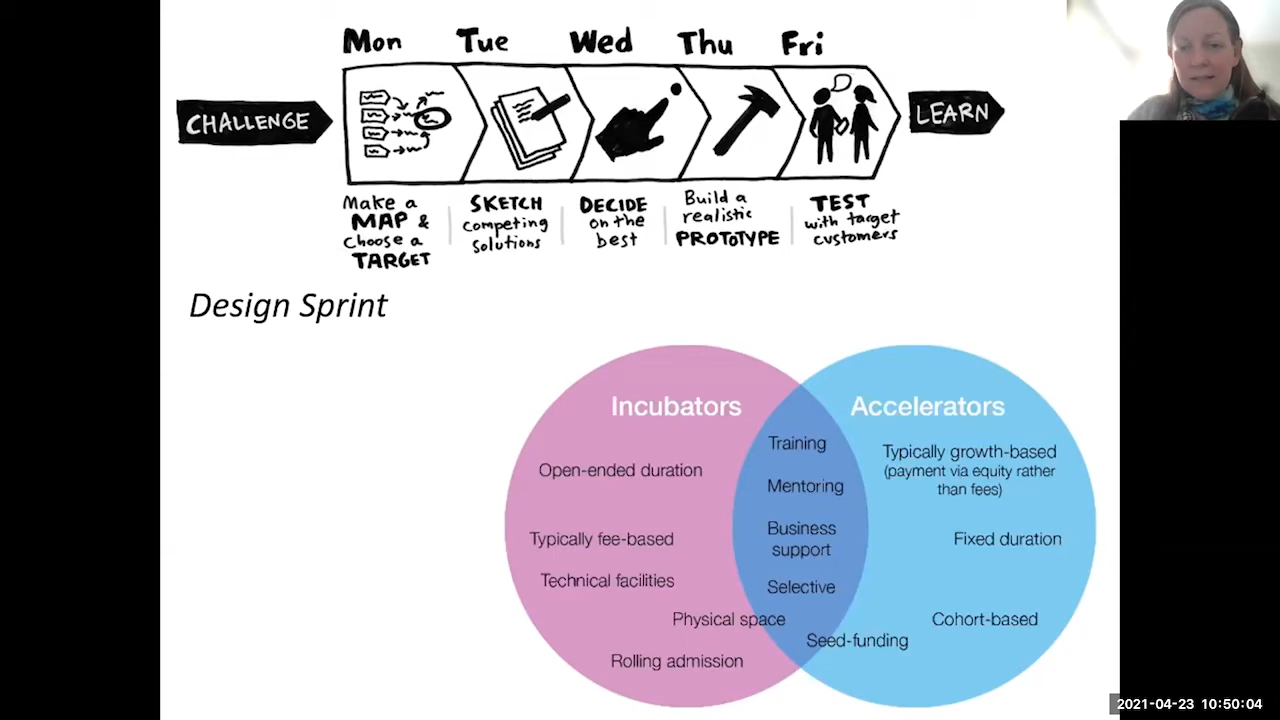 Mon Tue Wed Thu Fri
CHALLENGE
LEARN
Make a
MAP &
choose a
TARGET
SKETCH
competing
solutions
DECIDE
on the
best
Build a
realistic
PROTOTYPE
TEST
with target
customers
Design Sprint
Incubators
Open-ended duration
Typically fee-based
Technical facilities
Physical space
Rolling admission
Training
Mentoring
Business
support
Selective
Seed-funding
Accelerators
Typically growth-based
(payment via equity rather
than fees)
Fixed duration
Cohort-based
2021-04-23 10:50:04